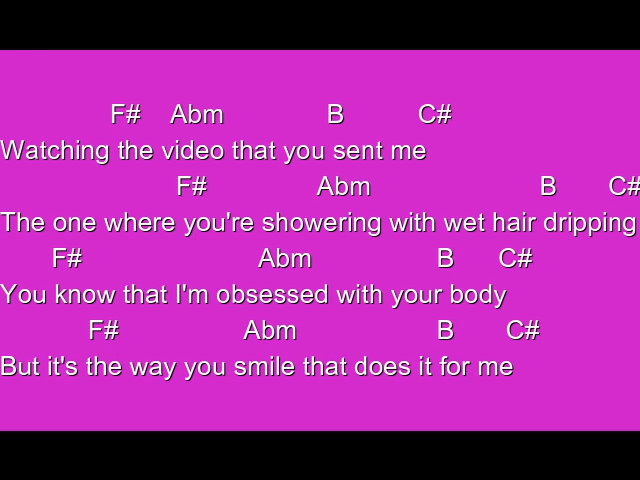 F# Abm B C#
Watching the video that you sent me
F# Abm B C#
The one where you're showering with wet hair dripping
F# Abm B C#
You know that I'm obsessed with your body
F# Abm B C#
But it's the way you smile that does it for me